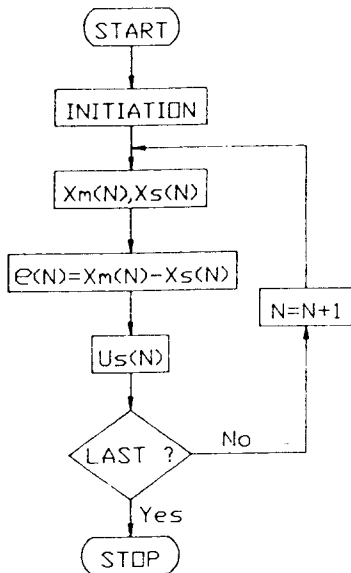 START
INITIATION
Xm(N),Xs(N)
e(N)=Xm(N)-Xs(N)
N=N+1
Us(N)
LAST ?
No
Yes
STOP